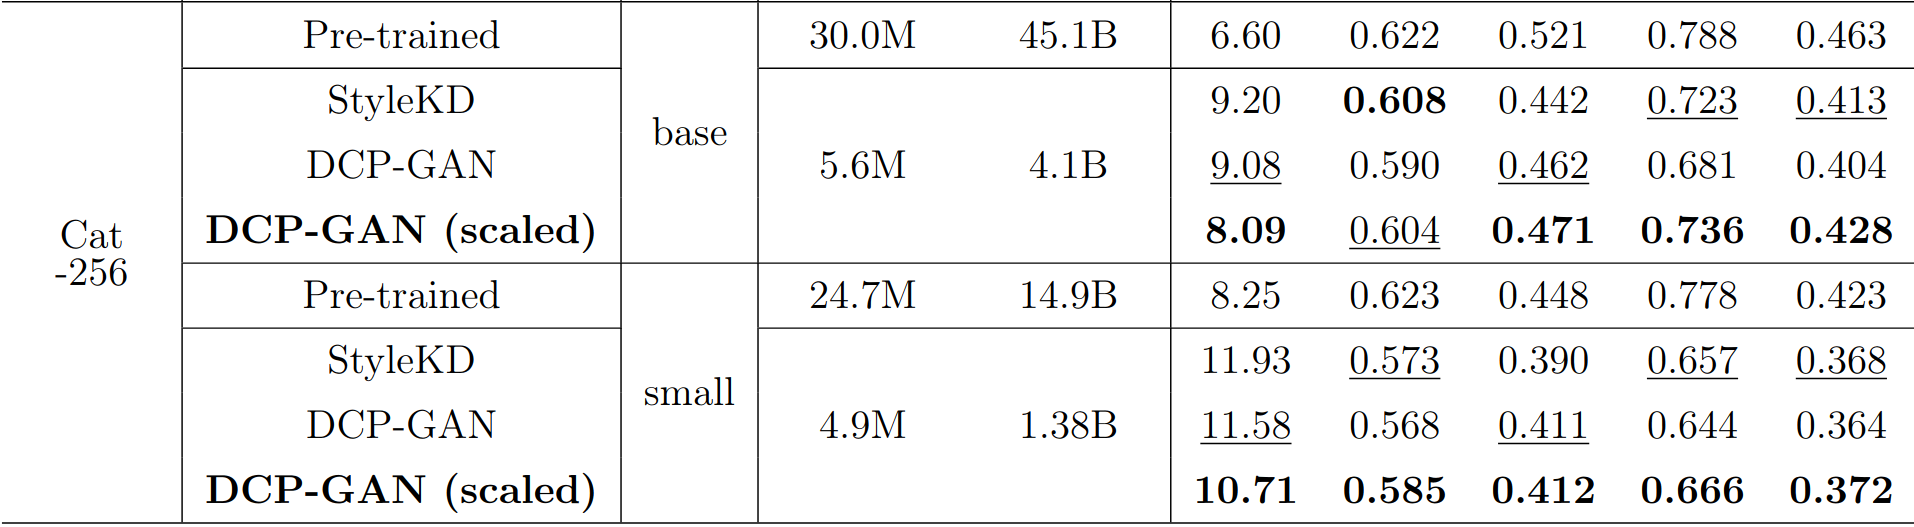 Pre-trained 30.0M 45.1B 6.60 0.622 0.521 0.788 0.463
StyleKD 9.20 0.608 0.442 0.723 0.413
base
DCP-GAN 5.6M 4.1B 9.08 0.590 0.462 0.681 0.404
DCP-GAN (scaled) 8.09 0.604 0.471 0.736 0.428
Cat
-256
Pre-trained 24.7M 14.9B 8.25 0.623 0.448 0.778 0.423
StyleKD 11.93 0.573 0.390 0.657 0.368
small
DCP-GAN 4.9M 1.38B 11.58 0.568 0.411 0.644 0.364
DCP-GAN (scaled) 10.71 0.585 0.412 0.666 0.372